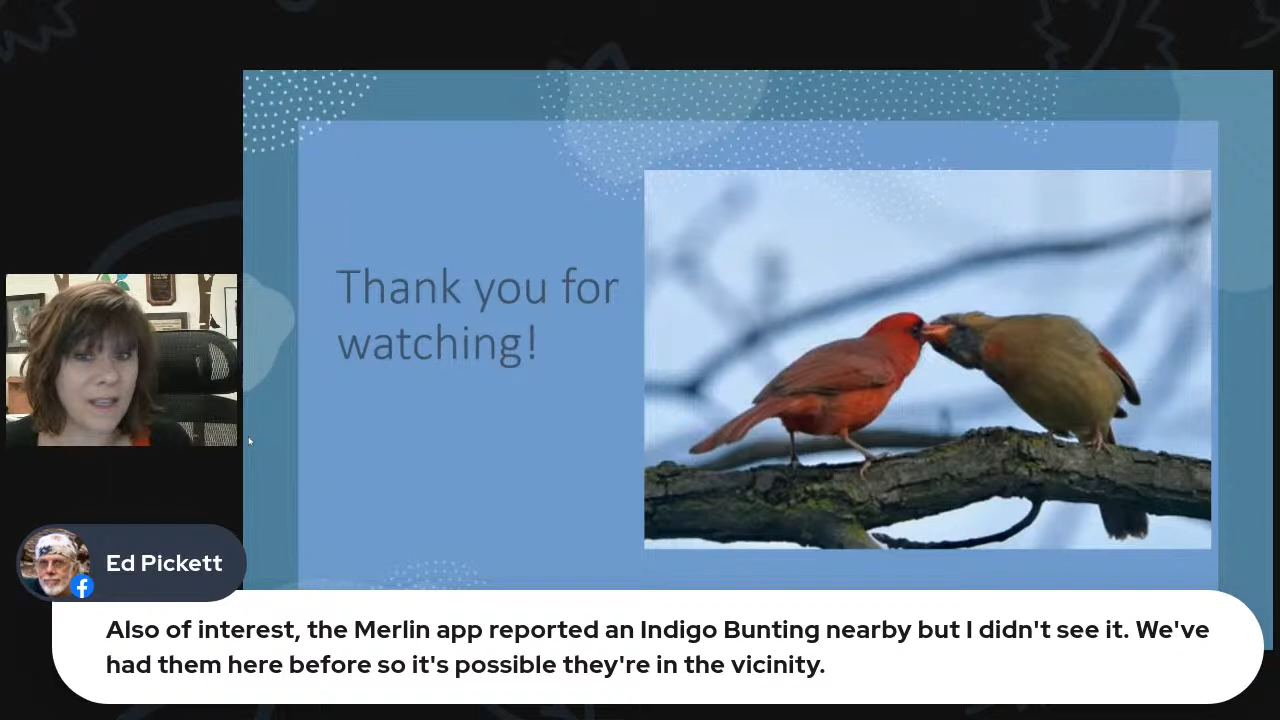 Thank you for
watching!
Ed Pickett
Also of interest, the Merlin app reported an Indigo Bunting nearby but I didn't see it. We've
had them here before so it's possible they're in the vicinity.